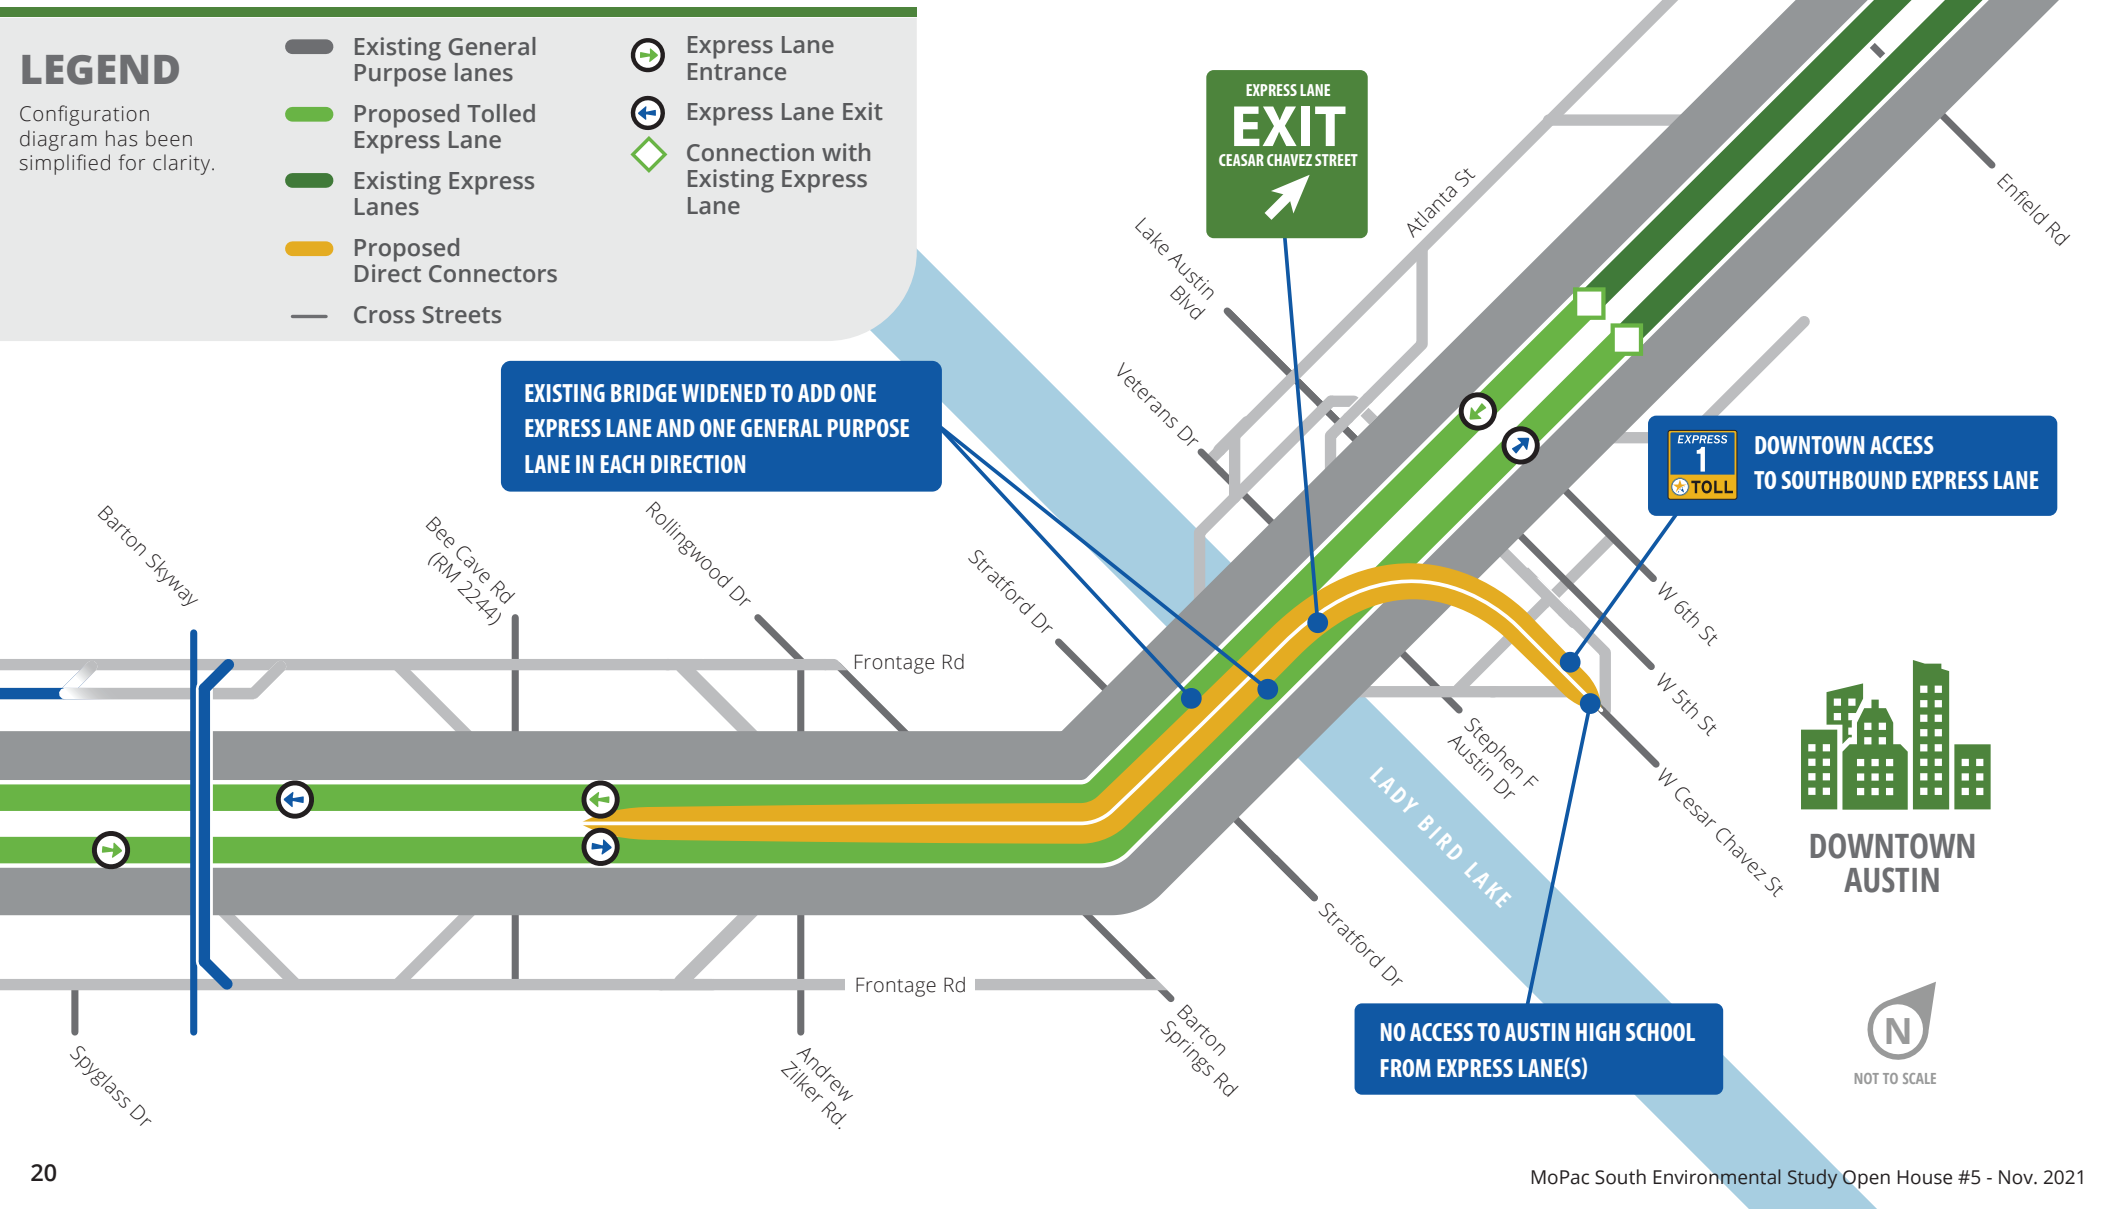 LEGEND
Configuration
diagram has been
simplified for clarity.
Existing General
Purpose lanes
Proposed Tolled
Express Lane
Existing Express
Lanes
Proposed
Direct Connectors
Cross Streets
Express Lane
Entrance
Express Lane Exit
Connection with
Existing Express
Lane
EXPRESS LANE
EXIT
CEASAR CHAVEZ STREET
Atlanta St
Enfield Rd
Lake Austin
Blvd
Veterans Dr
EXISTING BRIDGE WIDENED TO ADD ONE
EXPRESS LANE AND ONE GENERAL PURPOSE
LANE IN EACH DIRECTION
EXPRESS
1
TOLL
DOWNTOWN ACCESS
TO SOUTHBOUND EXPRESS LANE
Barton Skyway
Bee Cave Rd
(RM 2244)
Rollingwood Dr
Stratford Dr
Frontage Rd
W 6th St
W 5th St
Stephen F
Austin Dr
W Cesar Chavez St
LADY BIRD LAKE
DOWNTOWN
AUSTIN
Stratford Dr
Frontage Rd
Barton
Springs Rd
Spyglass Dr
Andrew
Zilker Rd.
NO ACCESS TO AUSTIN HIGH SCHOOL
FROM EXPRESS LANE(S)
N
NOT TO SCALE
20
MoPac South Environmental Study Open House #5 - Nov. 2021